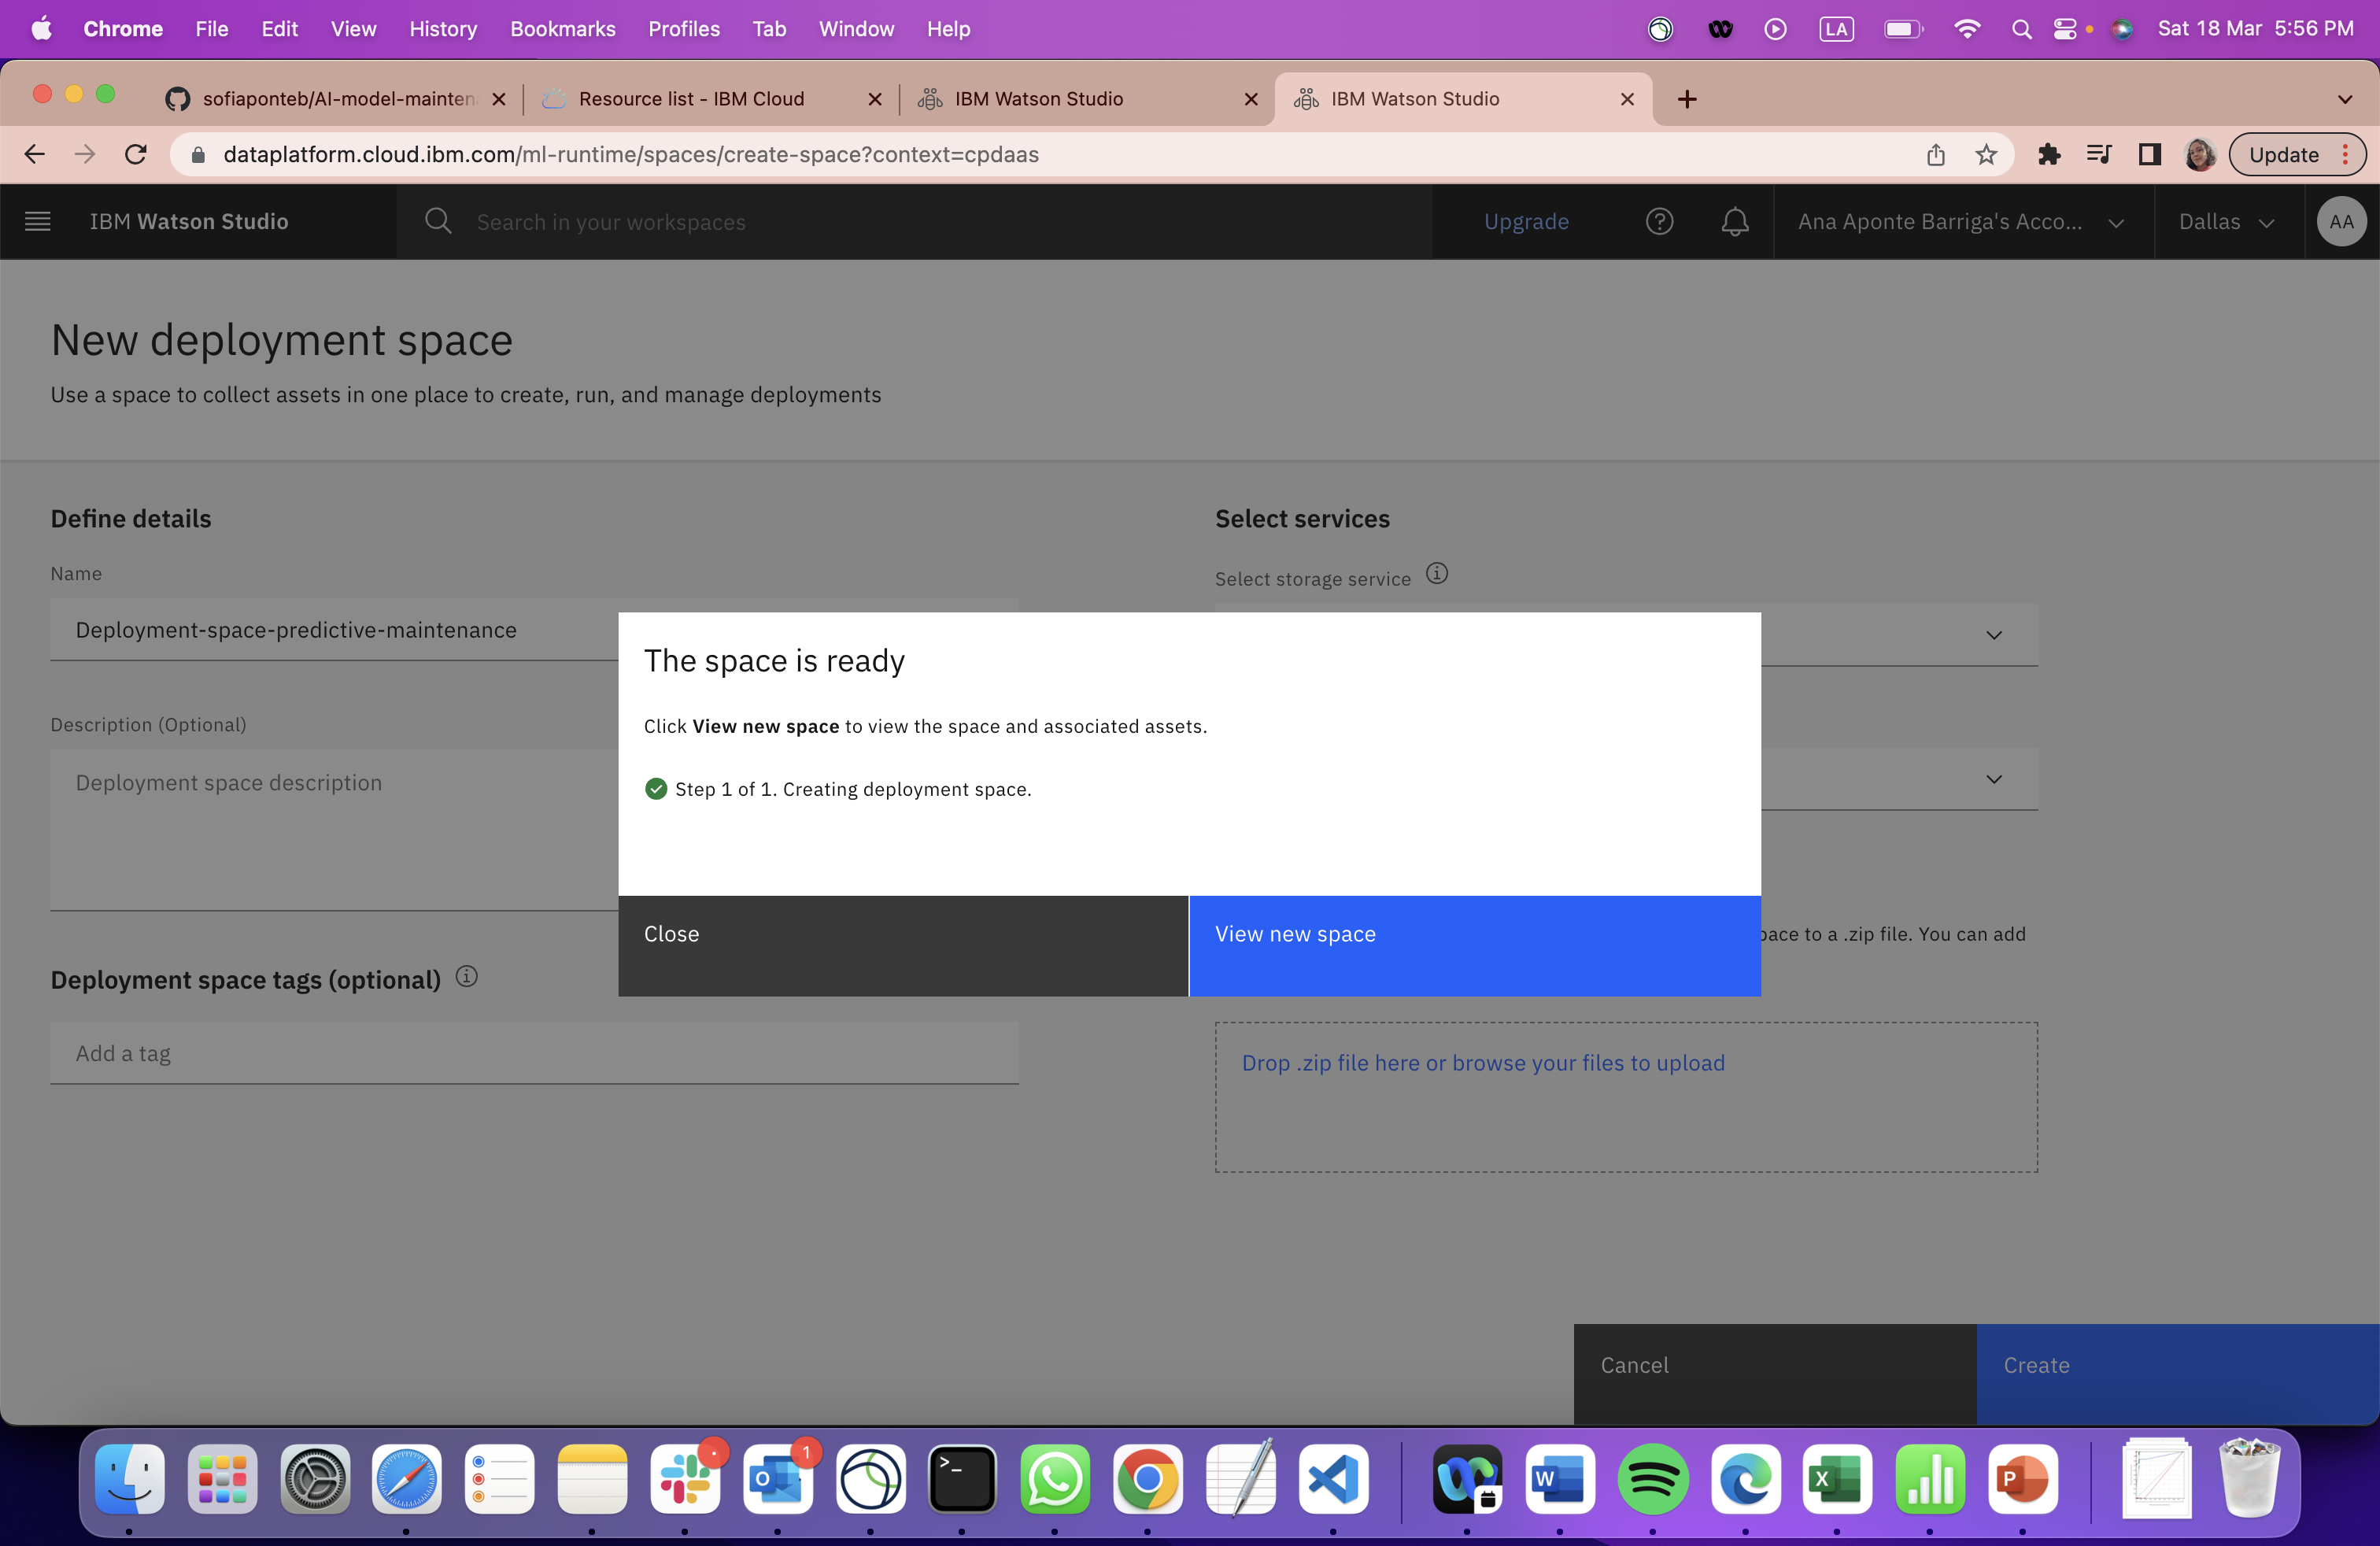 Chrome File Edit View History Bookmarks Profiles Tab Window Help LA Sat 18 Mar 5:56 PM
sofiaponteb/AI-model-mainten Resource list - IBM Cloud IBM Watson Studio IBM Watson Studio
dataplatform.cloud.ibm.com/ml-runtime/spaces/create-space?context=cpdaas Update
IBM Watson Studio Search in your workspaces Upgrade Ana Aponte Barriga's Acco... Dallas AA
New deployment space
Use a space to collect assets in one place to create, run, and manage deployments
Define details
Select services
Name
Select storage service
Deployment-space-predictive-maintenance
The space is ready
Click View new space to view the space and associated assets.
Description (Optional)
Deployment space description
Step 1 of 1. Creating deployment space.
Close
View new space
pace to a .zip file. You can add
Deployment space tags (optional)
Add a tag
Drop .zip file here or browse your files to upload
Cancel
Create
1